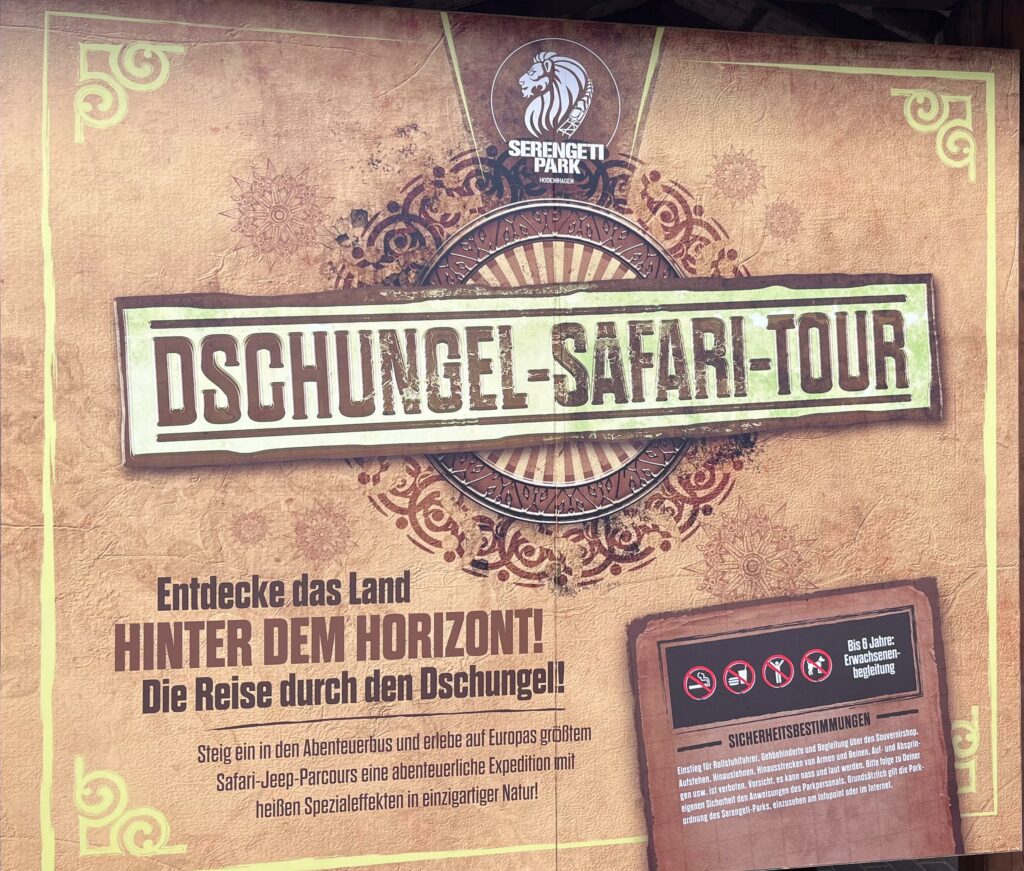 SERENGETI
PARK
HODENHAGEN
DSCHUNGEL-SAFARI-TOUR
Entdecke das Land
HINTER DEM HORIZONT!
Die Reise durch den Dschungel!
Steig ein in den Abenteuerbus und erlebe auf Europas größtem
Safari-Jeep-Parcours eine abenteuerliche Expedition mit
heißen Spezialeffekten in einzigartiger Natur!
Bis 6 Jahre:
Erwachsenen-
begleitung
SICHERHEITSBESTIMMUNGEN
Einstieg für Rollstuhlfahrer, Gehbehinderte und Begleitung über den Souvenirshop.
Aufstehen, Hinauslehnen, Hinausstrecken von Armen und Beinen, Auf- und Absprin-
gen usw. ist verboten. Vorsicht, es kann nass und laut werden. Bitte folge zu Deiner
eigenen Sicherheit den Anweisungen des Parkpersonals. Grundsätzlich gilt die Park-
ordnung des Serengeti-Parks, einzusehen am Infopoint oder im Internet.